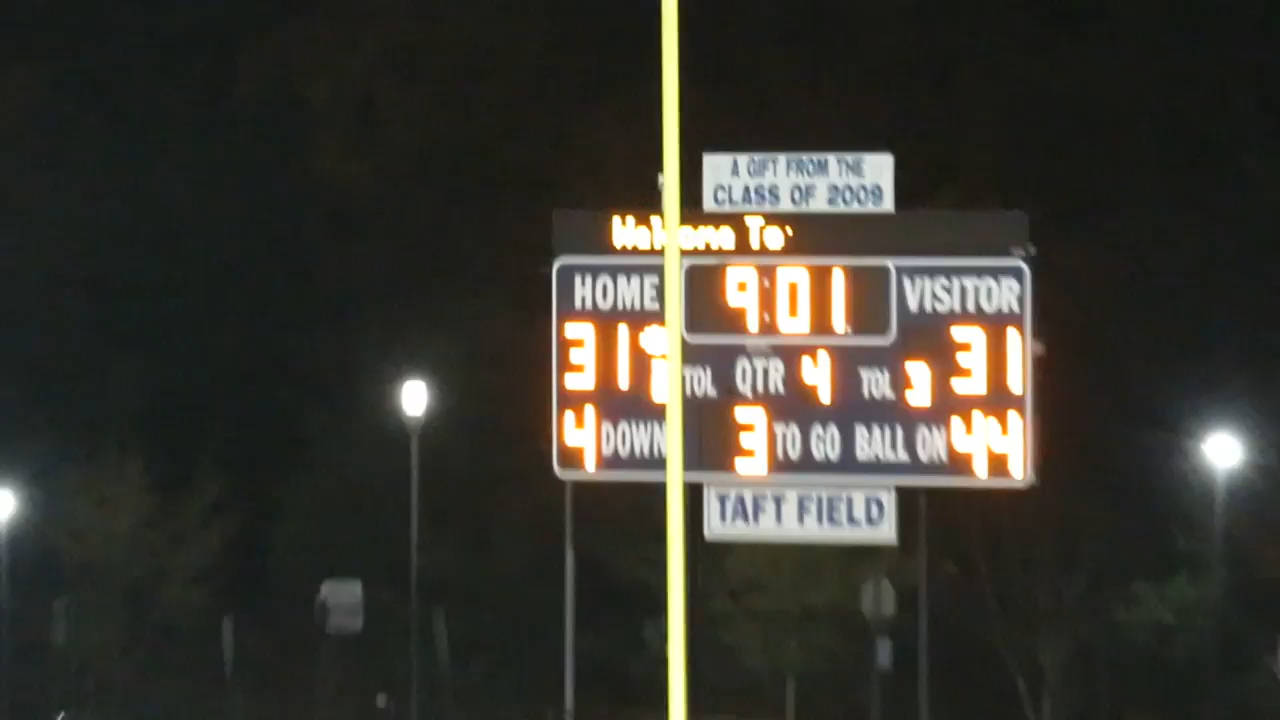 A GIFT FROM THE
CLASS OF 2009
Welcome To
HOME 9:01 VISITOR
31 TOL QTR 4 TOL 3 31
4 DOWN 3 TO GO BALL ON 44
TAFT FIELD